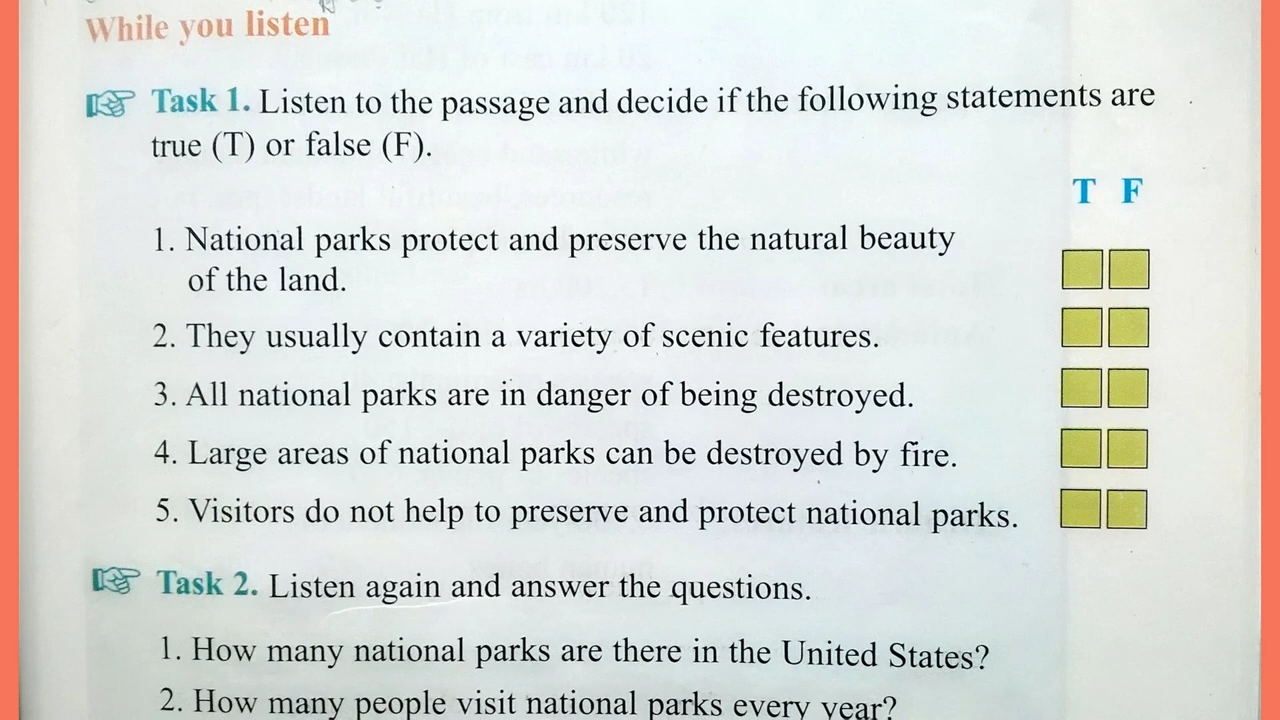 While you listen
Task 1. Listen to the passage and decide if the following statements are
true (T) or false (F).
T F
1. National parks protect and preserve the natural beauty
of the land.
2. They usually contain a variety of scenic features.
3. All national parks are in danger of being destroyed.
4. Large areas of national parks can be destroyed by fire.
5. Visitors do not help to preserve and protect national parks.
Task 2. Listen again and answer the questions.
1. How many national parks are there in the United States?
2. How many people visit national parks every year?